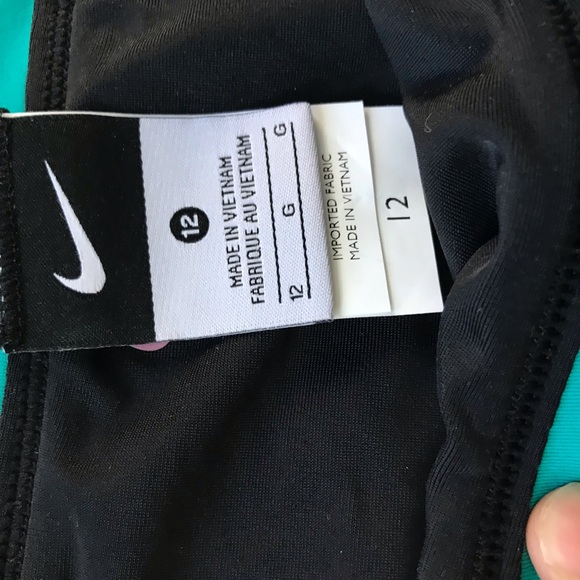 12
MADE IN VIETNAM
FABRIQUE AU VIETNAM
12 G G
IMPORTED FABRIC
MADE IN VIETNAM
12